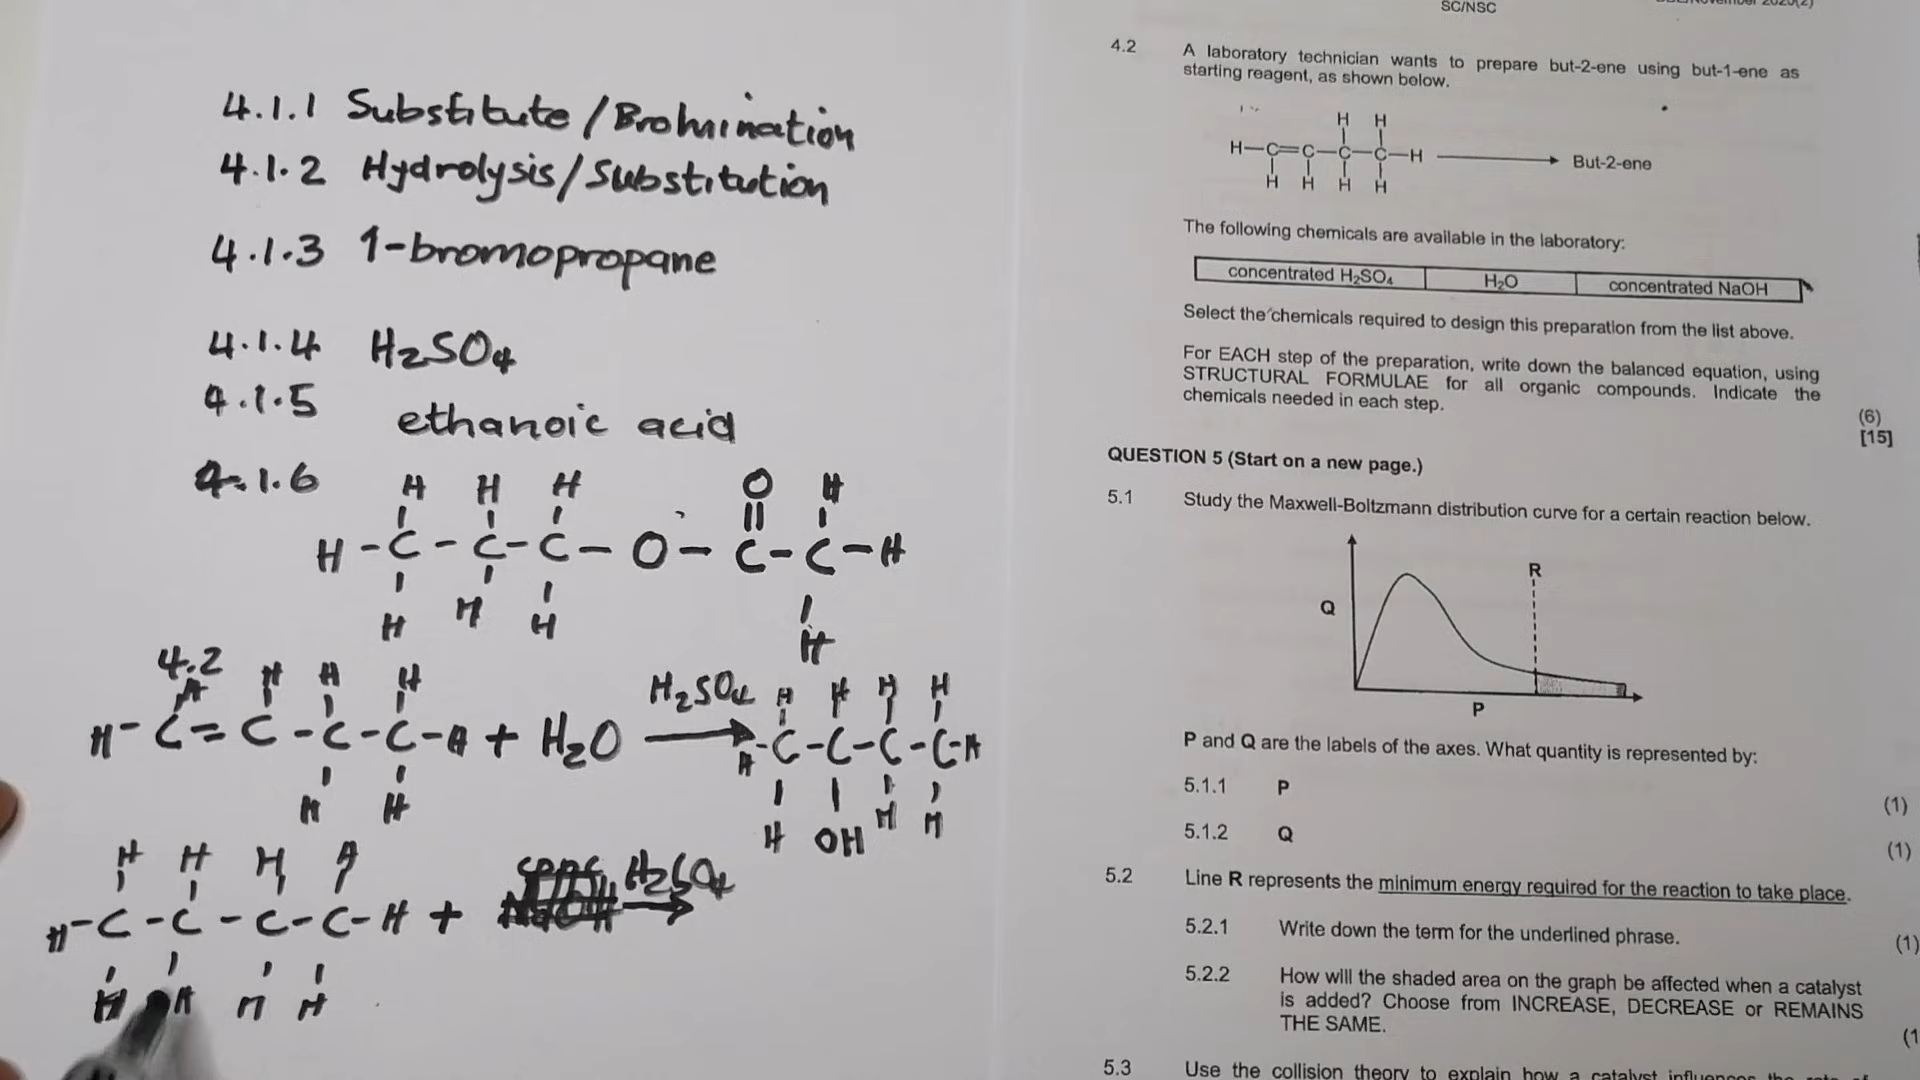 4.1.1 Substitute/Bromination
4.1.2 Hydrolysis/Substitution
4.1.3 1-bromopropane
4.1.4 H₂SO₄
4.1.5 ethanoic acid
4.1.6
H H H O H
H - C - C - C - O - C - C - H
H H H H
4.2
H H H H
H - C = C - C - C - H + H₂O H₂SO₄
H H
H H H H
H - C - C - C - C - H
H OH H H
H H H H
H - C - C - C - C - H + H₂SO₄
H H H H
SC/NSC
4.2 A laboratory technician wants to prepare but-2-ene using but-1-ene as
starting reagent, as shown below.
H H
H—C=C—C—C—H But-2-ene
H H H H
The following chemicals are available in the laboratory:
concentrated H₂SO₄ H₂O concentrated NaOH
Select the chemicals required to design this preparation from the list above.
For EACH step of the preparation, write down the balanced equation, using
STRUCTURAL FORMULAE for all organic compounds. Indicate the
chemicals needed in each step. (6)
[15]
QUESTION 5 (Start on a new page.)
5.1 Study the Maxwell-Boltzmann distribution curve for a certain reaction below.
R
Q
P
P and Q are the labels of the axes. What quantity is represented by:
5.1.1 P (1)
5.1.2 Q (1)
5.2 Line R represents the minimum energy required for the reaction to take place.
5.2.1 Write down the term for the underlined phrase. (1)
5.2.2 How will the shaded area on the graph be affected when a catalyst
is added? Choose from INCREASE, DECREASE or REMAINS
THE SAME. (1
5.3 Use the collision theory to explain how a catalyst influences the rate of